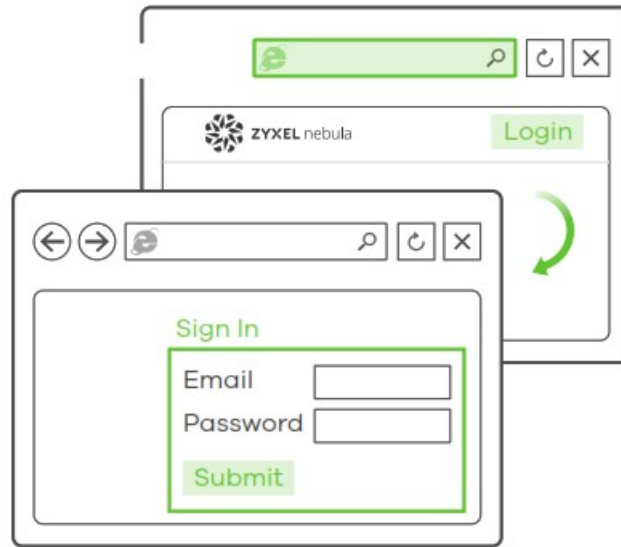 ZYXEL nebula
Login
Sign In
Email
Password
Submit